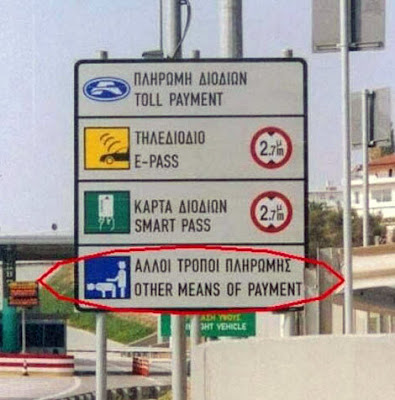 ΠΛΗΡΩΜΗ ΔΙΟΔΙΩΝ
TOLL PAYMENT
ΤΗΛΕΔΙΟΔΙΟ
E-PASS
2.7m
ΚΑΡΤΑ ΔΙΟΔΙΩΝ
SMART PASS
2.7m
ΑΛΛΟΙ ΤΡΟΠΟΙ ΠΛΗΡΩΜΗΣ
OTHER MEANS OF PAYMENT
ΥΨΟΥΣ
VEHICLE